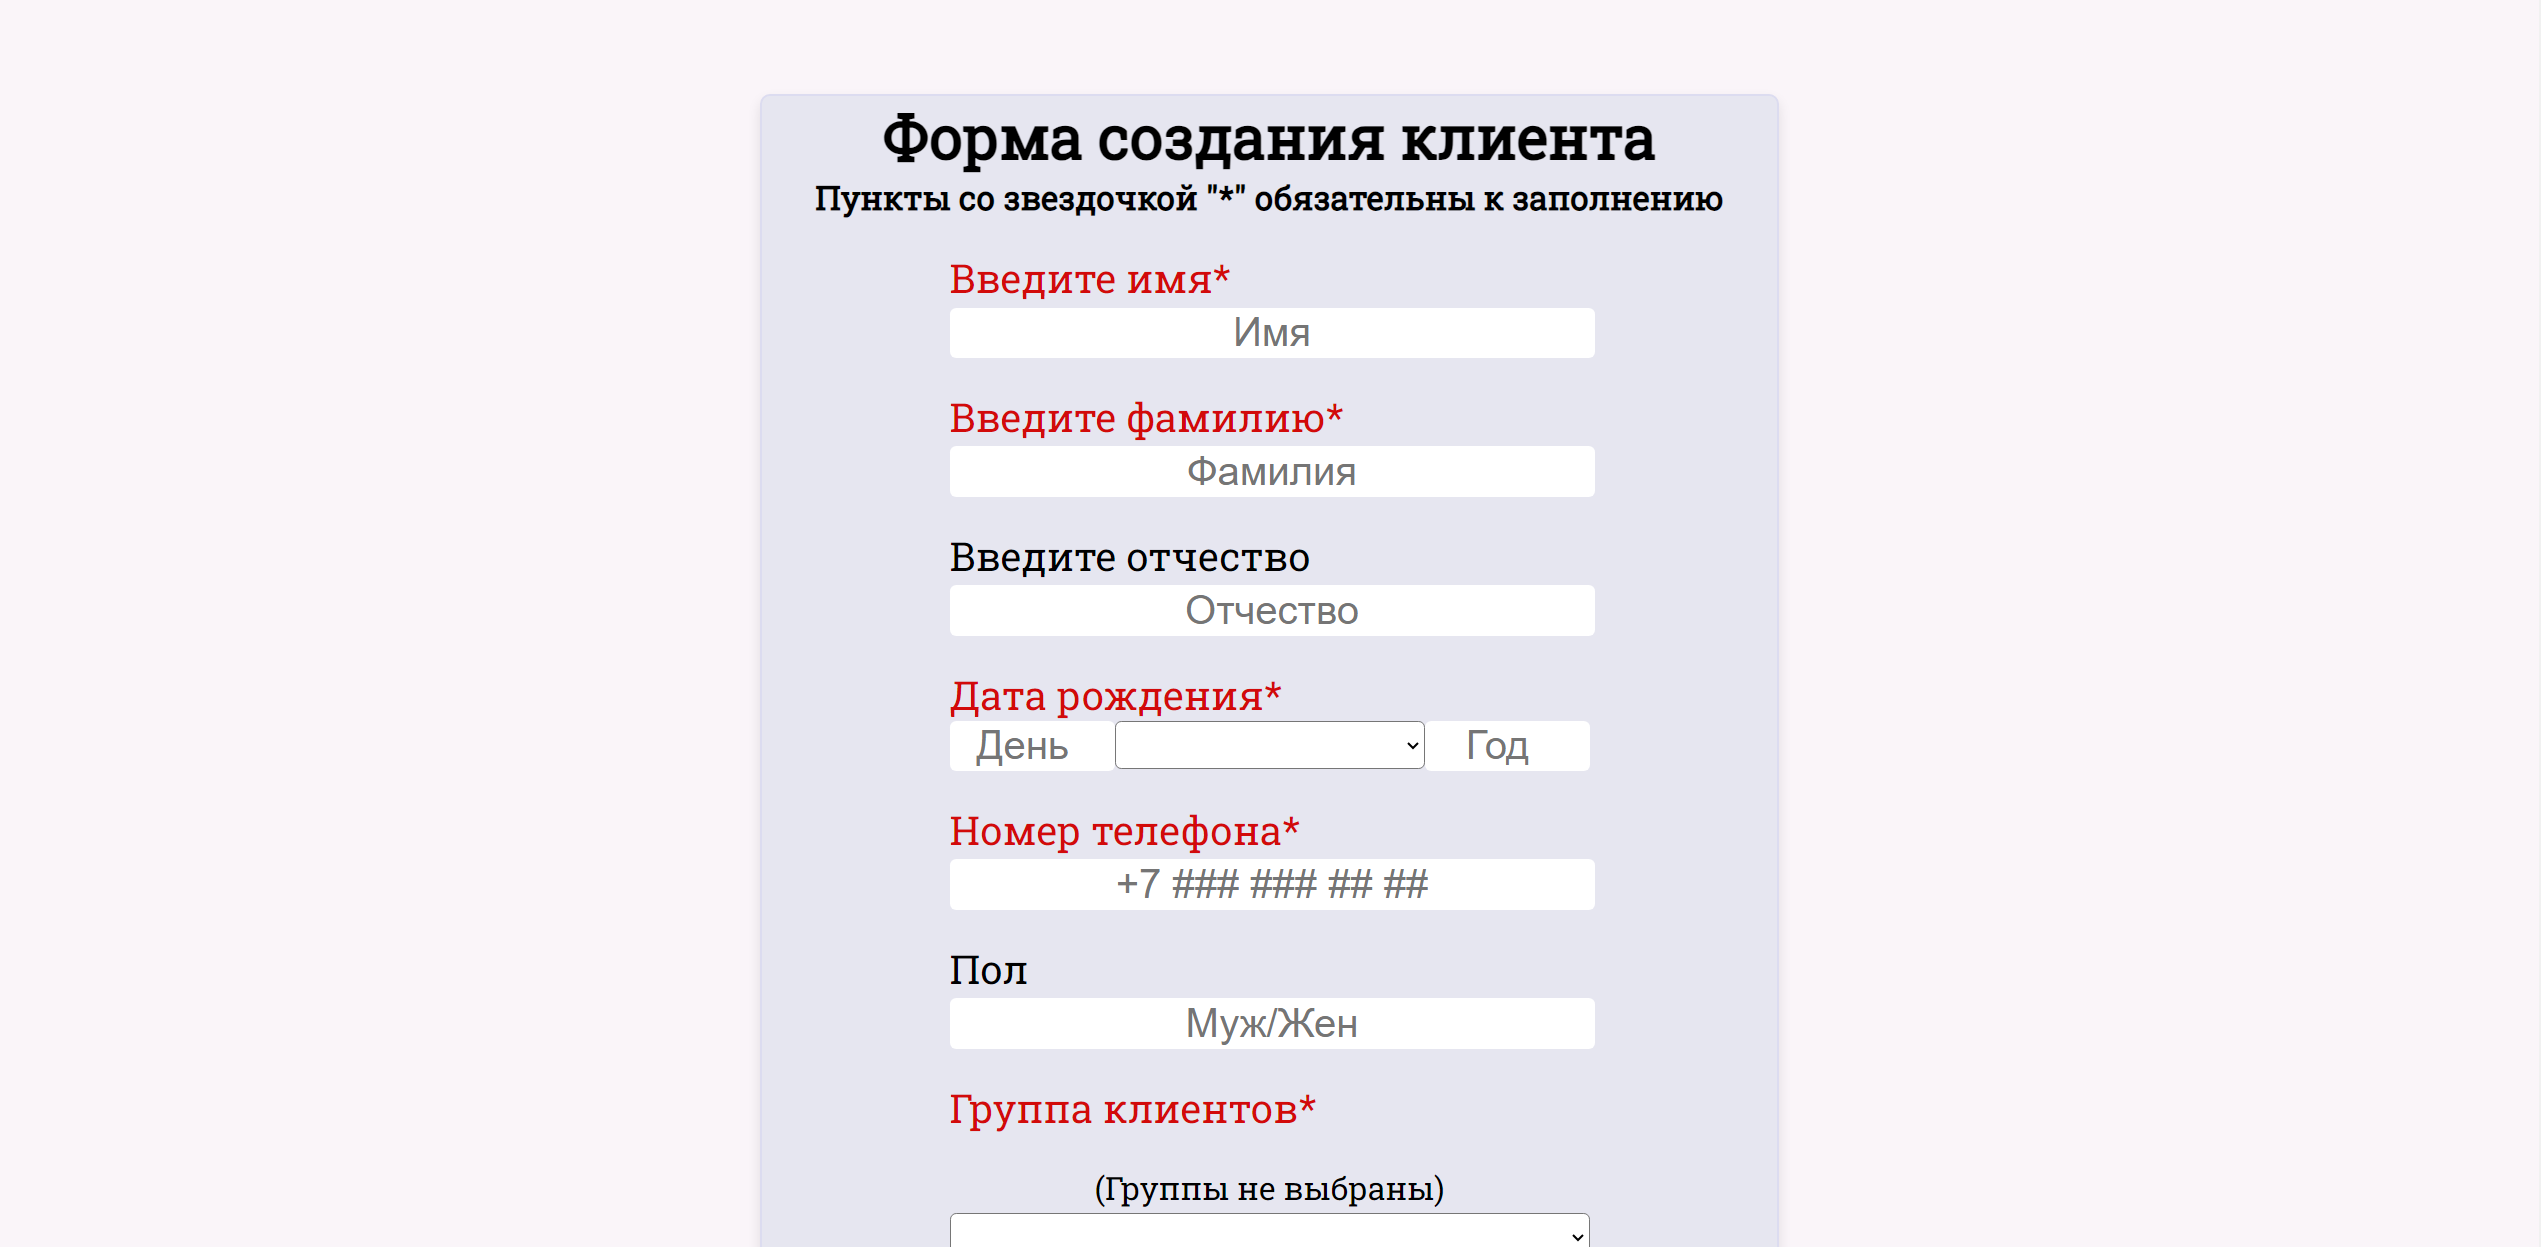 Форма создания клиента
Пункты со звездочкой "*" обязательны к заполнению
Введите имя*
Имя
Введите фамилию*
Фамилия
Введите отчество
Отчество
Дата рождения*
День Год
Номер телефона*
+7 ### ### ## ##
Пол
Муж/Жен
Группа клиентов*
(Группы не выбраны)